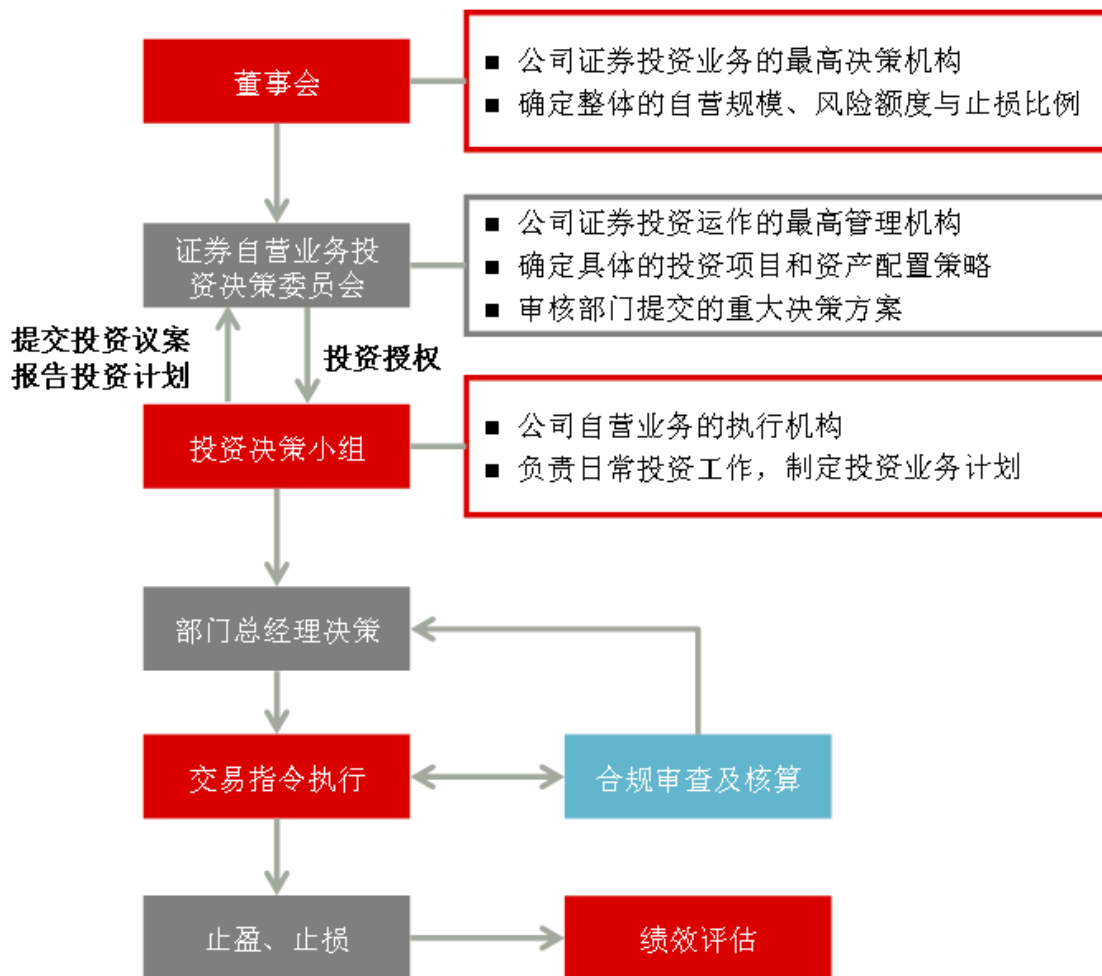 董事会
■ 公司证券投资业务的最高决策机构
■ 确定整体的自营规模、风险额度与止损比例
证券自营业务投
资决策委员会
■ 公司证券投资运作的最高管理机构
■ 确定具体的投资项目和资产配置策略
■ 审核部门提交的重大决策方案
提交投资议案
报告投资计划
投资授权
投资决策小组
■ 公司自营业务的执行机构
■ 负责日常投资工作，制定投资业务计划
部门总经理决策
交易指令执行
合规审查及核算
止盈、止损
绩效评估